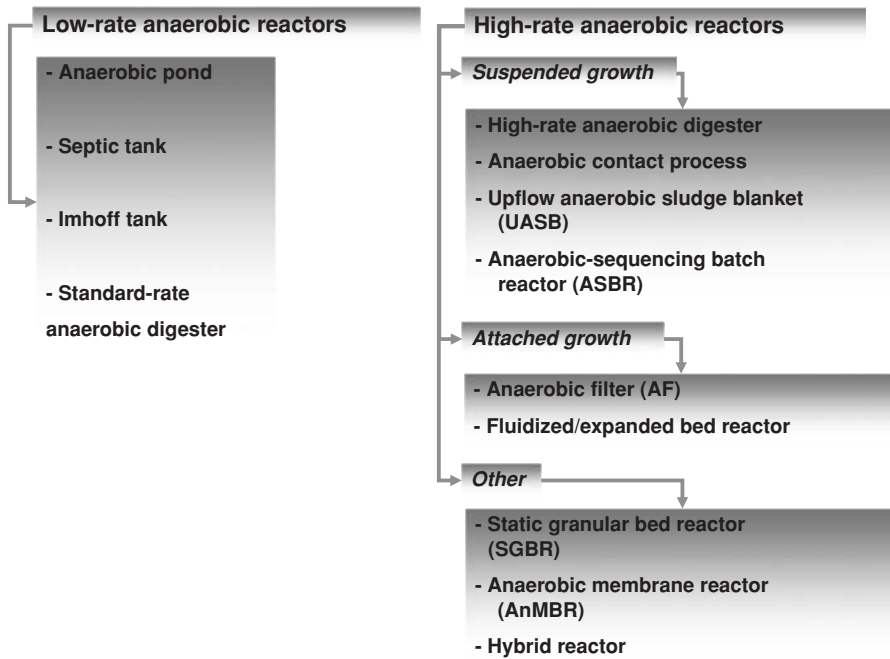 Low-rate anaerobic reactors
- Anaerobic pond
- Septic tank
- Imhoff tank
- Standard-rate
anaerobic digester
High-rate anaerobic reactors
Suspended growth
- High-rate anaerobic digester
- Anaerobic contact process
- Upflow anaerobic sludge blanket
(UASB)
- Anaerobic-sequencing batch
reactor (ASBR)
Attached growth
- Anaerobic filter (AF)
- Fluidized/expanded bed reactor
Other
- Static granular bed reactor
(SGBR)
- Anaerobic membrane reactor
(AnMBR)
- Hybrid reactor